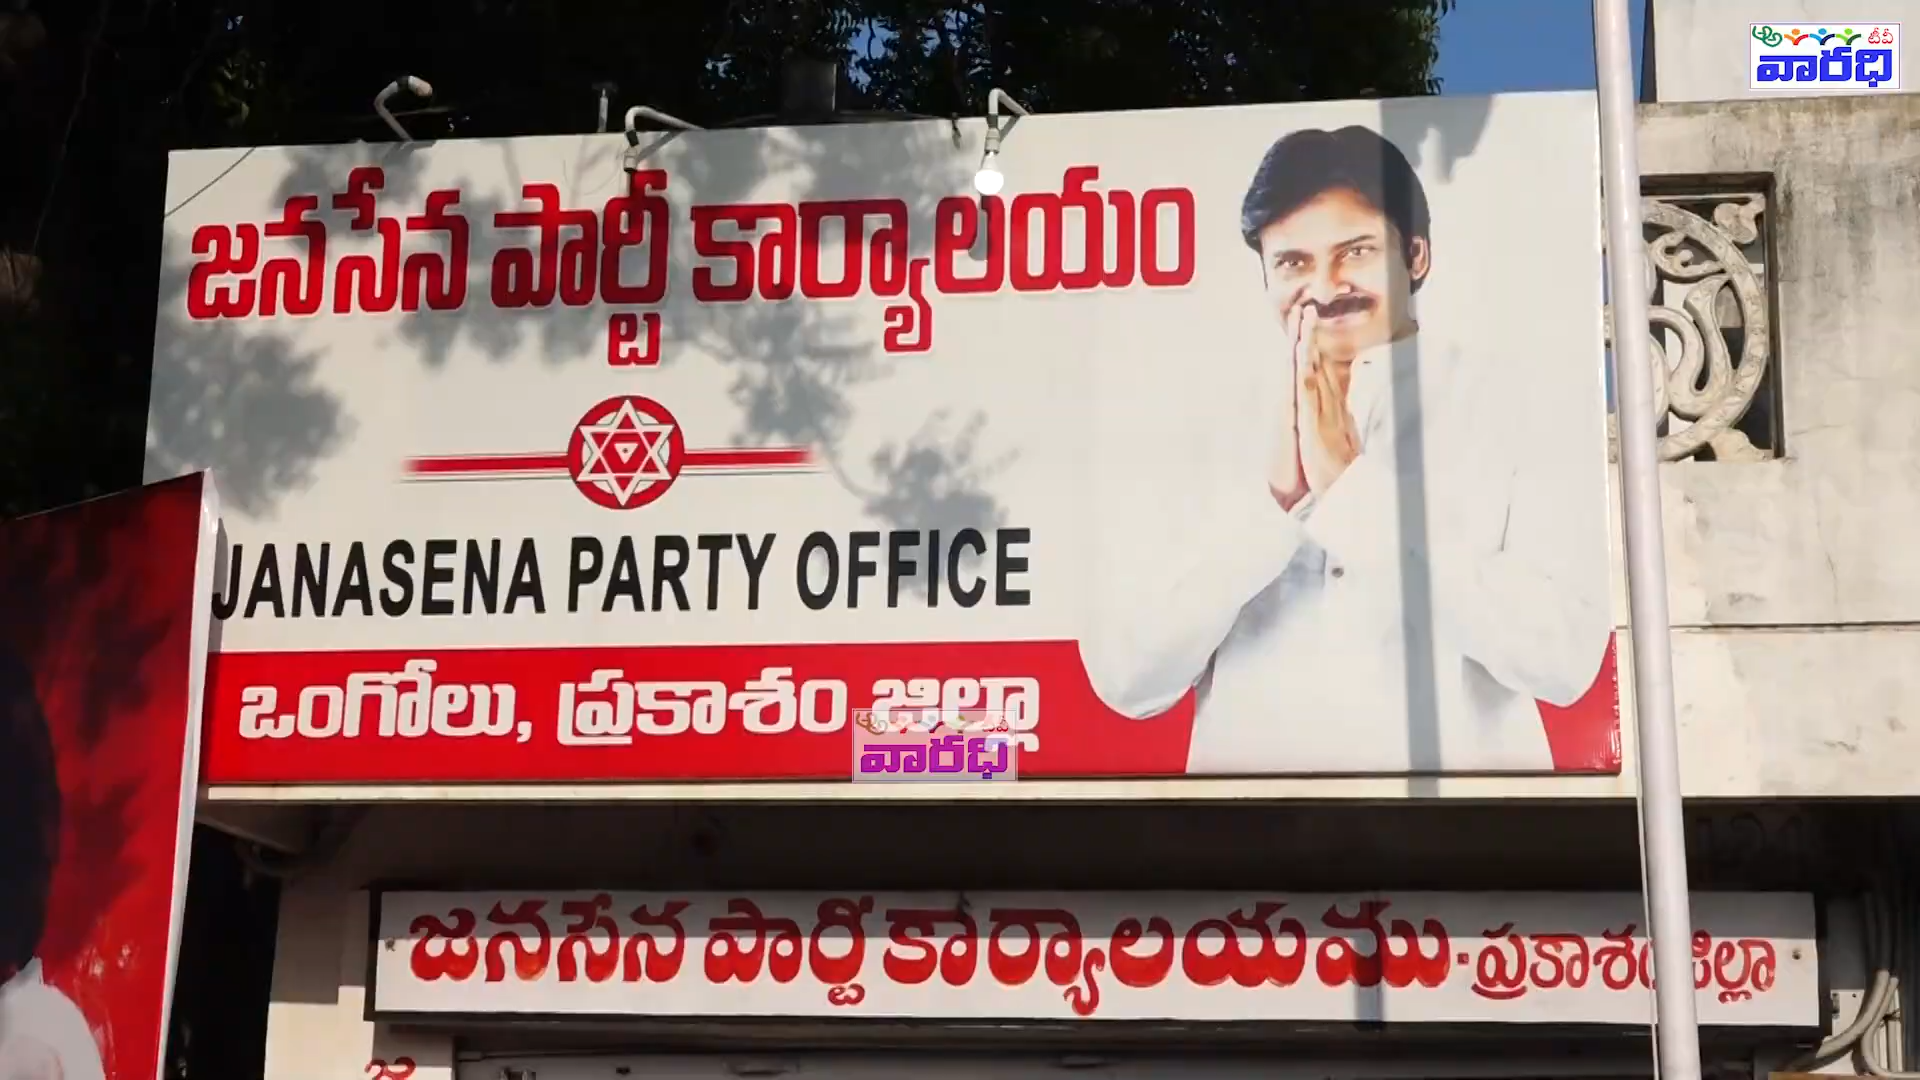 టీవీ
వారధి
జనసేన పార్టీ కార్యాలయం
JANASENA PARTY OFFICE
ఒంగోలు, ప్రకాశం జిల్లా
టీవీ
వారధి
జనసేన పార్టీ కార్యాలయము - ప్రకాశం జిల్లా
జ